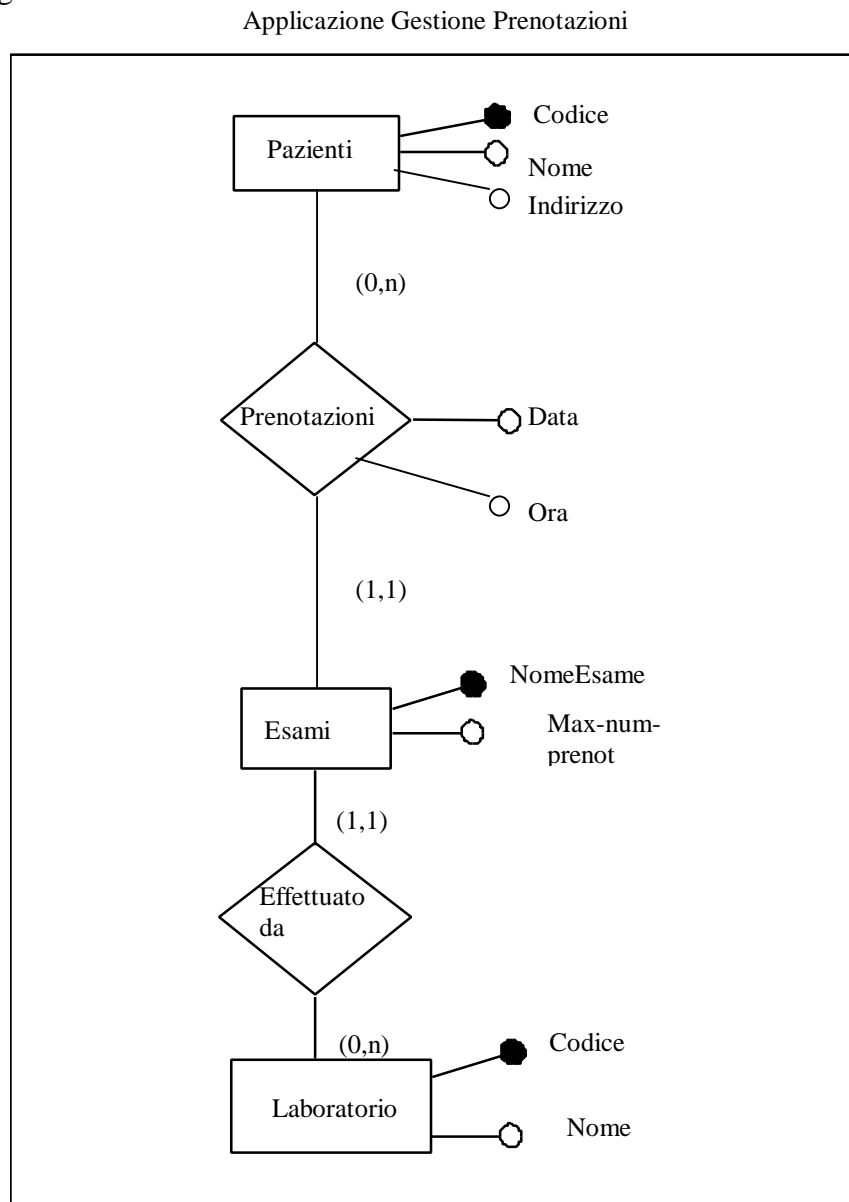 Applicazione Gestione Prenotazioni
Codice
Pazienti
Nome
Indirizzo
(0,n)
Prenotazioni
Data
Ora
(1,1)
NomeEsame
Esami
Max-num-
prenot
(1,1)
Effettuato
da
(0,n)
Codice
Laboratorio
Nome